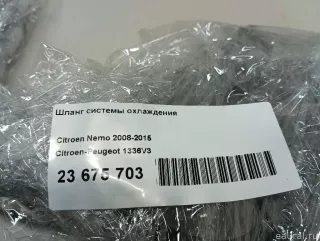 Шланг системы охлаждения
Citroen Nemo 2008-2015
Citroen-Peugeot 1336V3
23 675 703